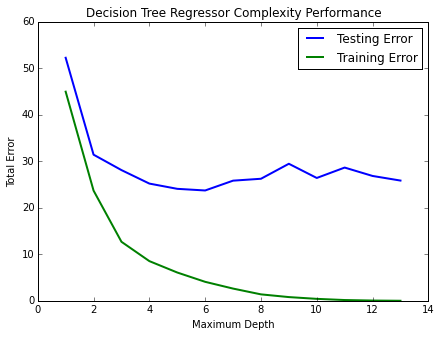 Decision Tree Regressor Complexity Performance
60
50
40
30
20
10
0
Total Error
Testing Error
Training Error
0 2 4 6 8 10 12 14
Maximum Depth